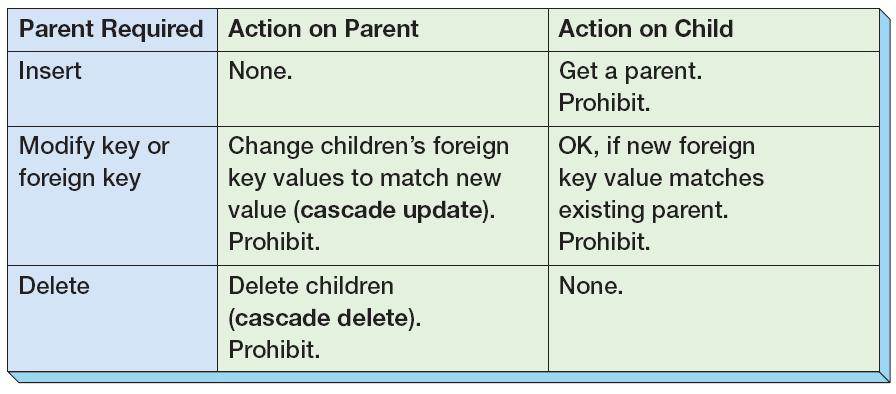 Parent Required
Action on Parent
Action on Child
Insert
None.
Get a parent.
Prohibit.
Modify key or
foreign key
Change children’s foreign
key values to match new
value (cascade update).
Prohibit.
OK, if new foreign
key value matches
existing parent.
Prohibit.
Delete
Delete children
(cascade delete).
Prohibit.
None.